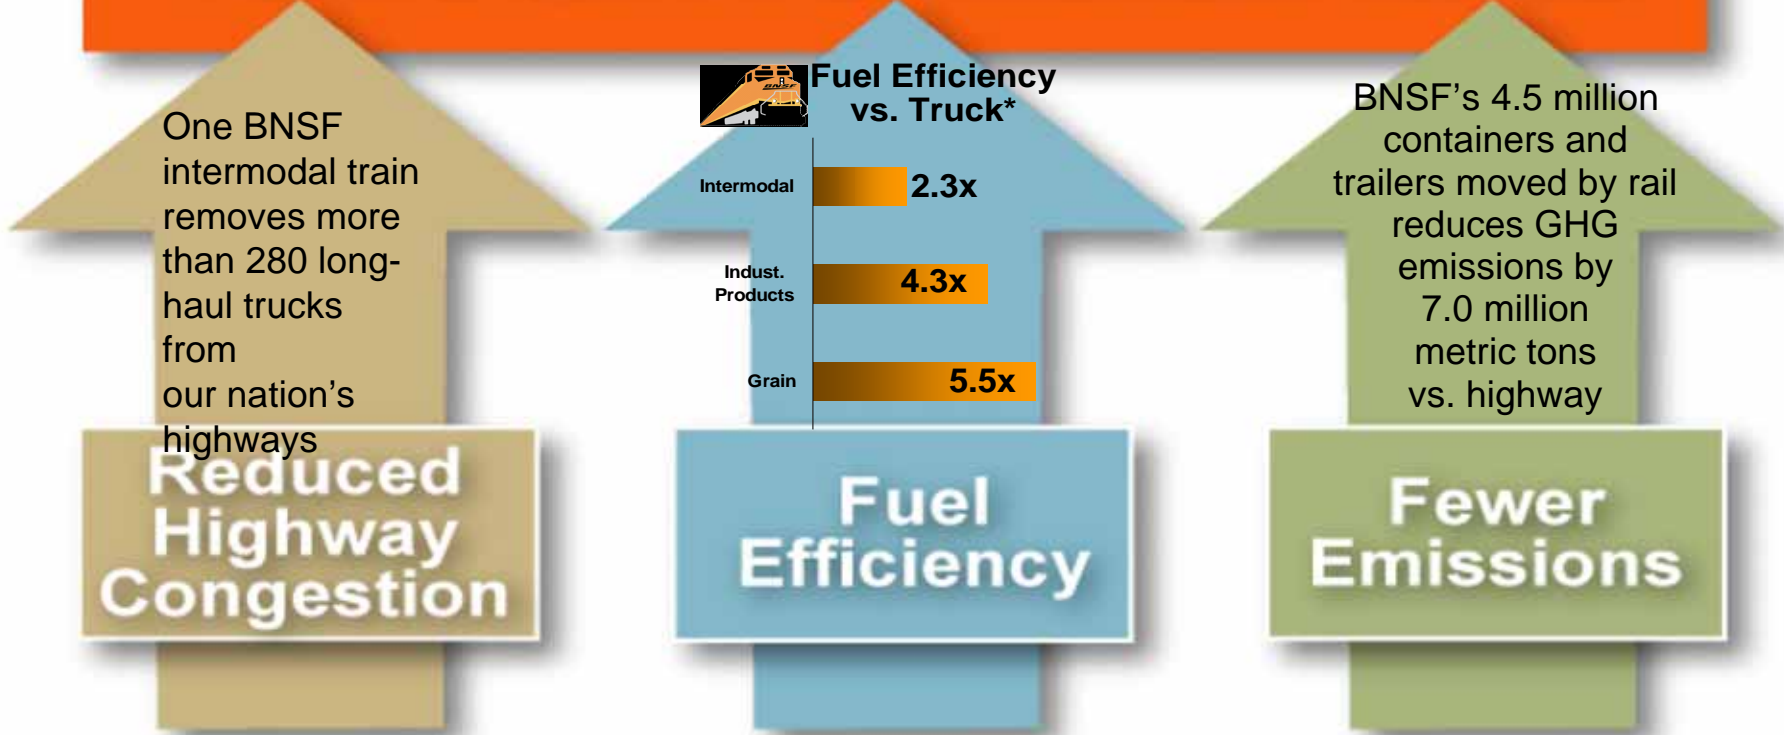 One BNSF
intermodal train
removes more
than 280 long-
haul trucks
from
our nation's
highways
Reduced
Highway
Congestion
BNSF
Fuel Efficiency
vs. Truck*
Intermodal
2.3x
Indust.
Products
4.3x
Grain
5.5x
Fuel
Efficiency
BNSF's 4.5 million
containers and
trailers moved by rail
reduces GHG
emissions by
7.0 million
metric tons
vs. highway
Fewer
Emissions